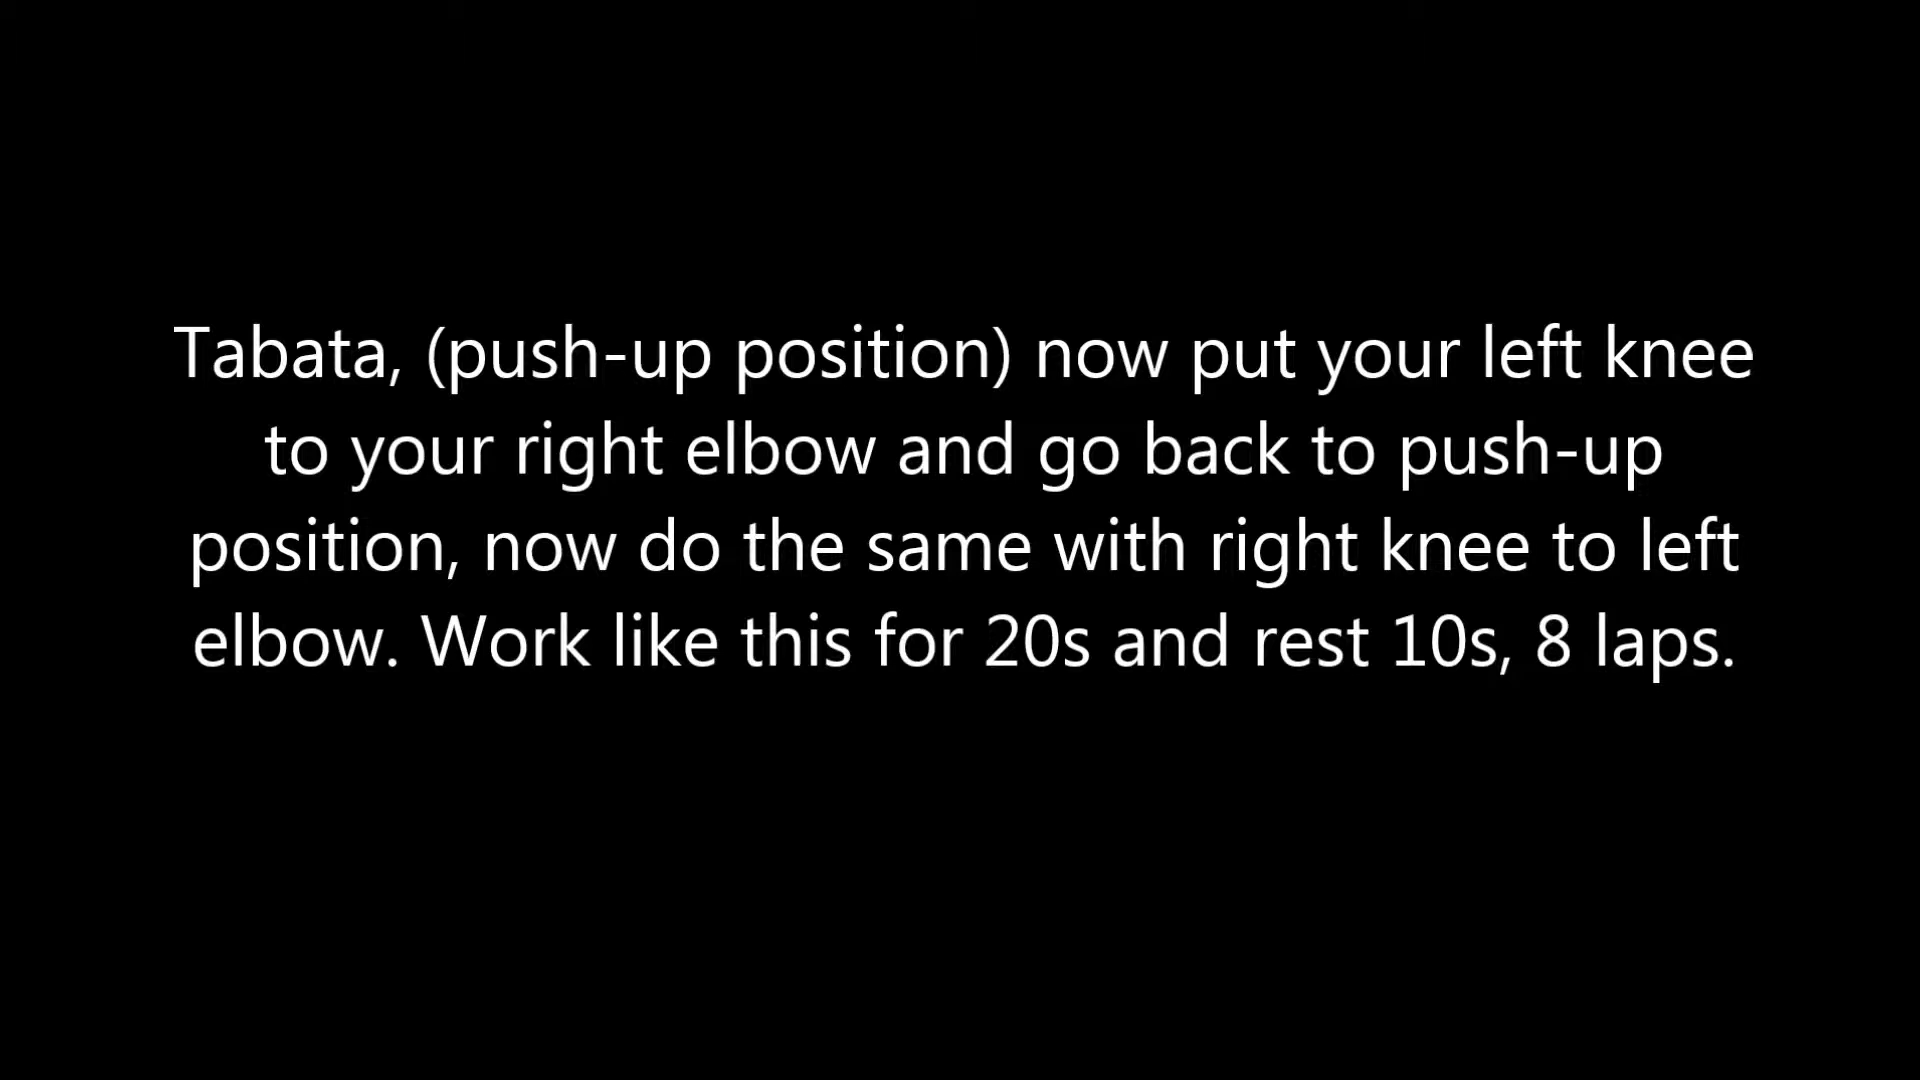 Tabata, (push-up position) now put your left knee
to your right elbow and go back to push-up
position, now do the same with right knee to left
elbow. Work like this for 20s and rest 10s, 8 laps.